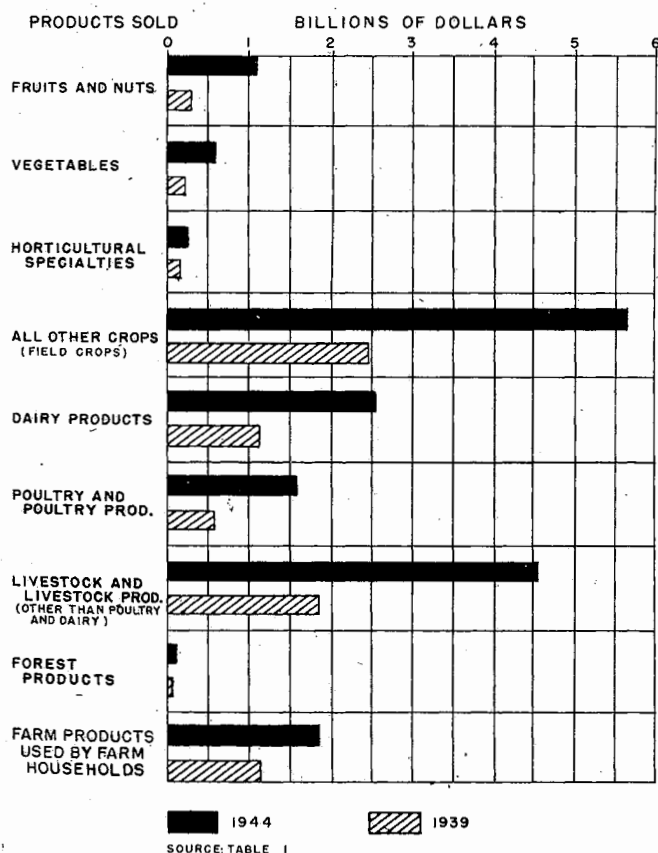 PRODUCTS SOLD BILLIONS OF DOLLARS
0 1 2 3 4 5 6
FRUITS AND NUTS
VEGETABLES
HORTICULTURAL
SPECIALTIES
ALL OTHER CROPS
(FIELD CROPS)
DAIRY PRODUCTS
POULTRY AND
POULTRY PROD.
LIVESTOCK AND
LIVESTOCK PROD.
(OTHER THAN POULTRY
AND DAIRY)
FOREST
PRODUCTS
FARM PRODUCTS
USED BY FARM
HOUSEHOLDS
1944 1939
SOURCE: TABLE I